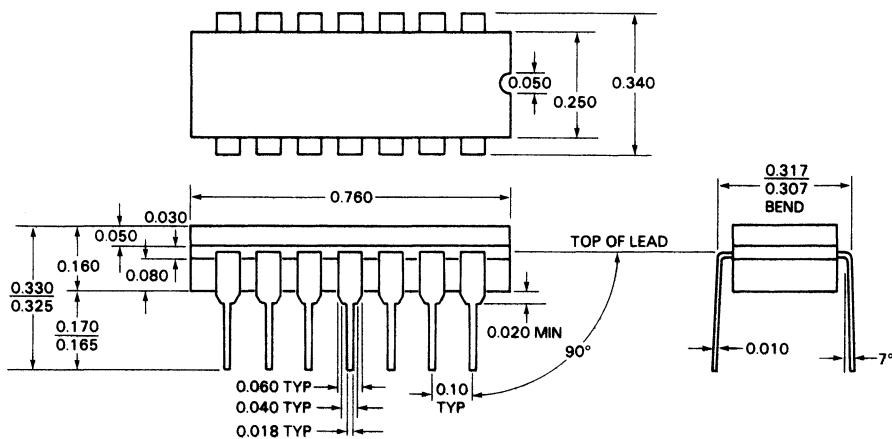 0.050
0.250
0.340
0.760
0.317
0.307
BEND
0.030
0.050
TOP OF LEAD
0.160
0.080
0.330
0.325
0.170
0.165
0.020 MIN
90°
0.010
7°
0.060 TYP
0.10
TYP
0.040 TYP
0.018 TYP